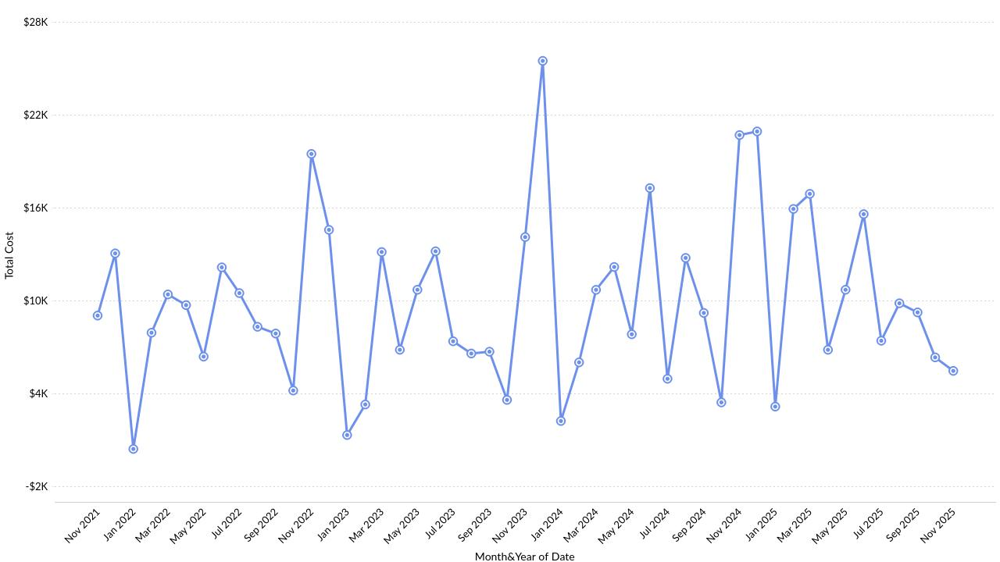 $28K
$22K
$16K
$10K
$4K
-$2K
Total Cost
Nov 2021
Jan 2022
Mar 2022
May 2022
Jul 2022
Sep 2022
Nov 2022
Jan 2023
Mar 2023
May 2023
Jul 2023
Sep 2023
Nov 2023
Jan 2024
Mar 2024
May 2024
Jul 2024
Sep 2024
Nov 2024
Jan 2025
Mar 2025
May 2025
Jul 2025
Sep 2025
Nov 2025
Month&Year of Date